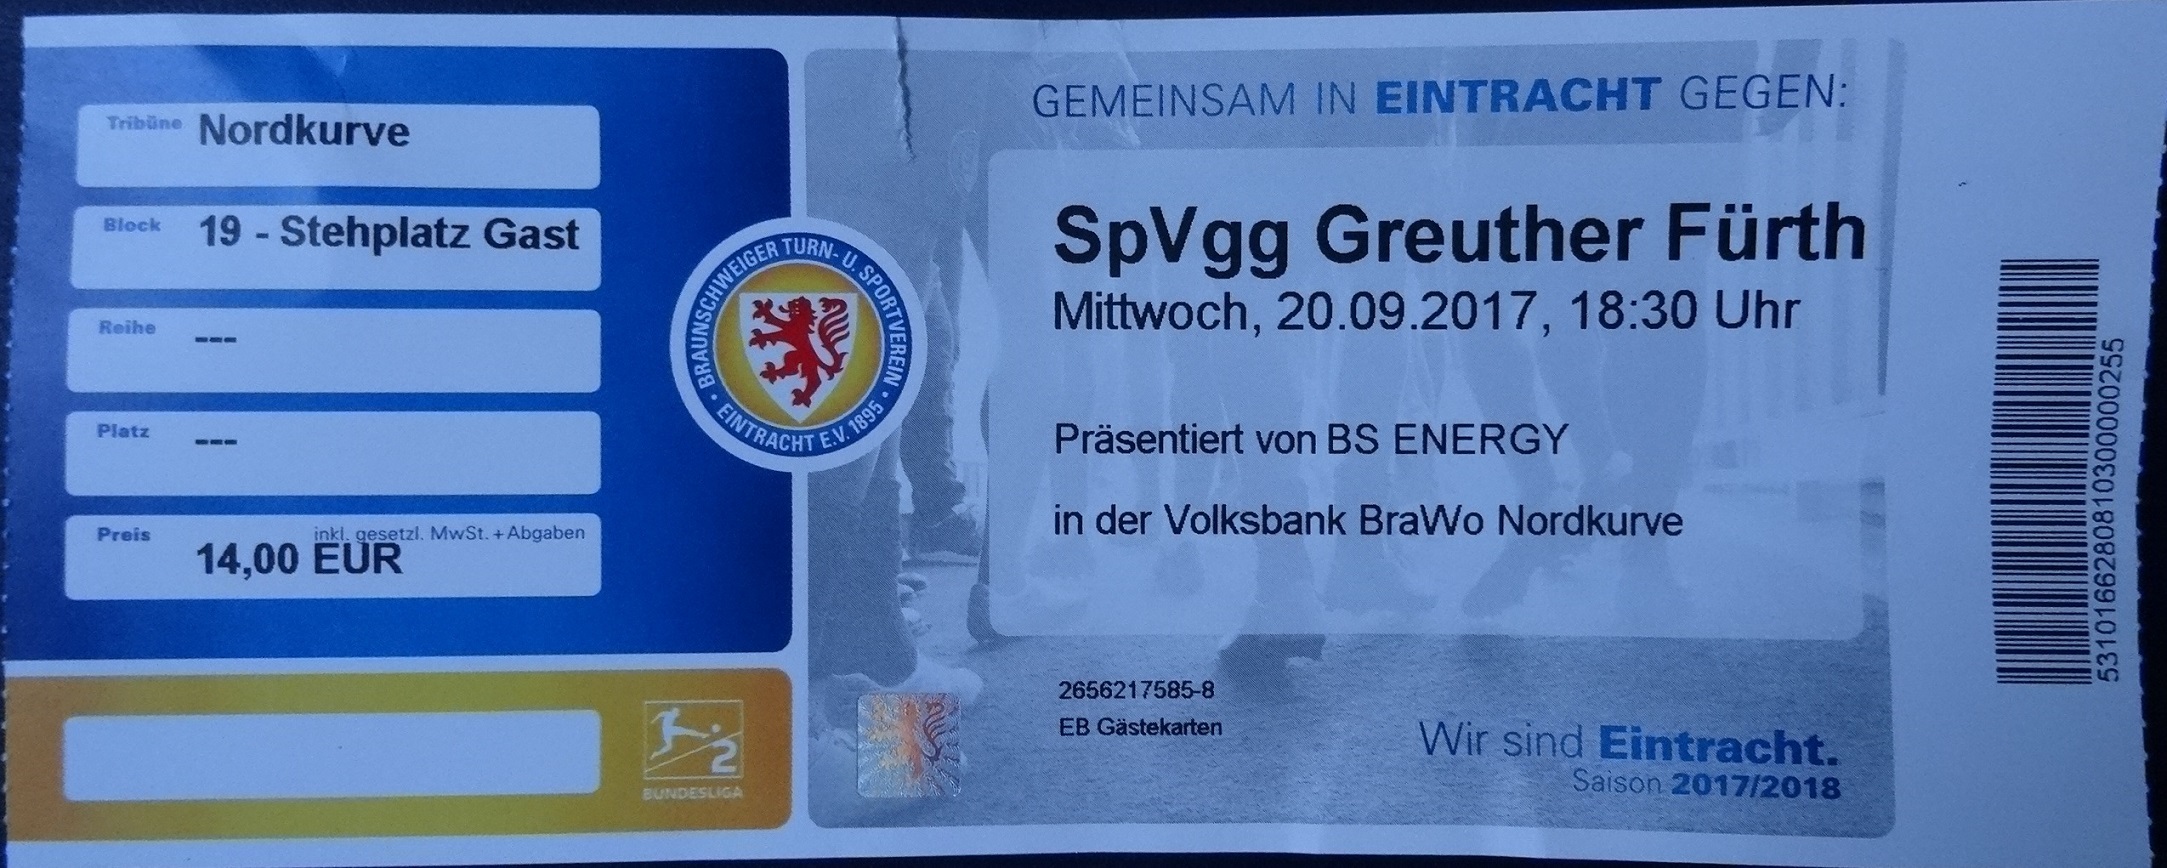 Tribüne Nordkurve
Block 19 - Stehplatz Gast
Reihe ---
Platz ---
Preis inkl. gesetzl. MwSt. + Abgaben
14,00 EUR
2
BUNDESLIGA
BRAUNSCHWEIGER TURN- U. SPORTVEREIN
• EINTRACHT E.V. 1895 •
GEMEINSAM IN EINTRACHT GEGEN:
SpVgg Greuther Fürth
Mittwoch, 20.09.2017, 18:30 Uhr
Präsentiert von BS ENERGY
in der Volksbank BraWo Nordkurve
2656217585-8
EB Gästekarten
Wir sind Eintracht.
Saison 2017/2018
5310166280810300000255